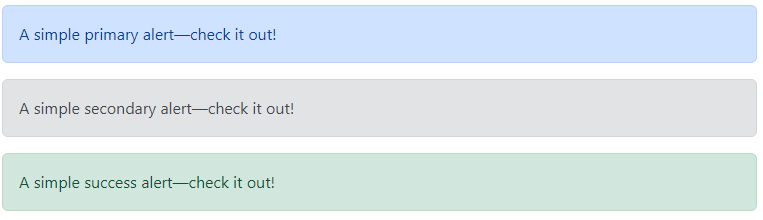 A simple primary alert—check it out!
A simple secondary alert—check it out!
A simple success alert—check it out!